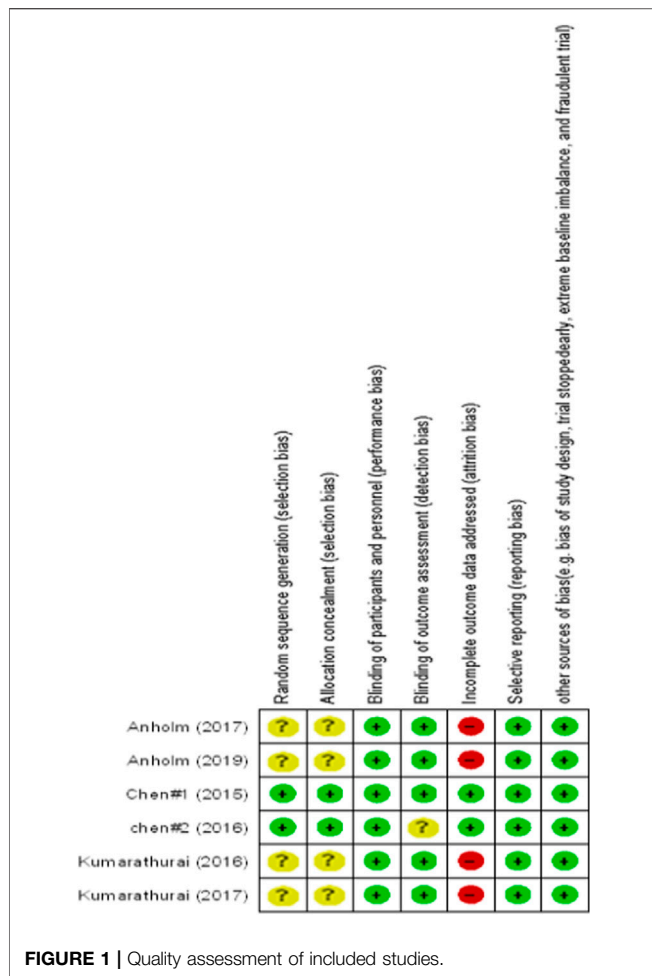 Random sequence generation (selection bias)
Allocation concealment (selection bias)
Blinding of participants and personnel (performance bias)
Blinding of outcome assessment (detection bias)
Incomplete outcome data addressed (attrition bias)
Selective reporting (reporting bias)
other sources of bias(e.g. bias of study design, trial stoppedearly, extreme baseline imbalance, and fraudulent trial)
Anholm (2017) ? ? + + - + +
Anholm (2019) ? ? + + - + +
Chen#1 (2015) + + + + + + +
chen#2 (2016) + + + ? + + +
Kumarathurai (2016) ? ? + + - + +
Kumarathurai (2017) ? ? + + - + +
FIGURE 1 | Quality assessment of included studies.